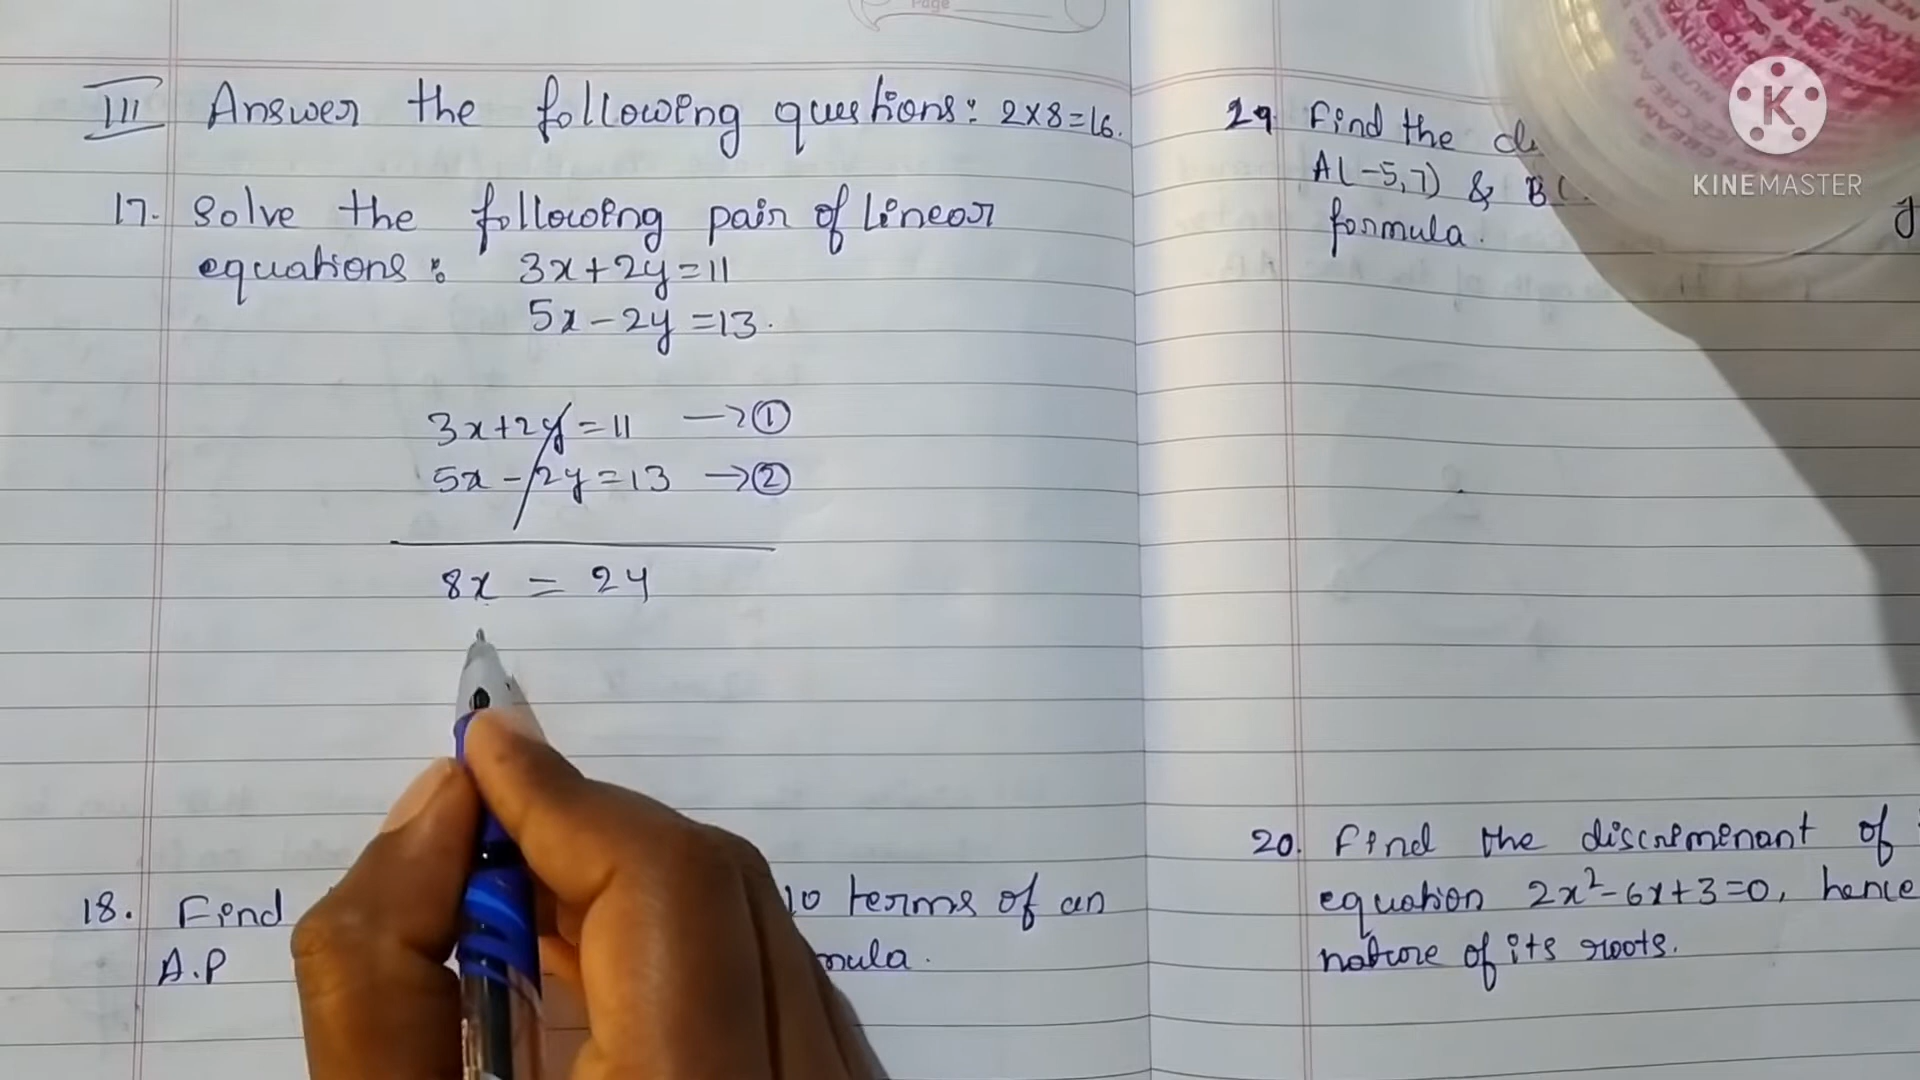 Page
III Answer the following questions: 2×8=16.
17. Solve the following pair of linear
equations: 3x+2y=11
5x-2y=13.
3x+2y=11 →①
5x-2y=13 →②
8x = 24
18. Find 10 terms of an
A.P
29. Find the
A(-5,7) & B(
formula.
20. Find the discriminant of
equation 2x²-6x+3=0, hence
nature of its roots.
KINEMASTER
K